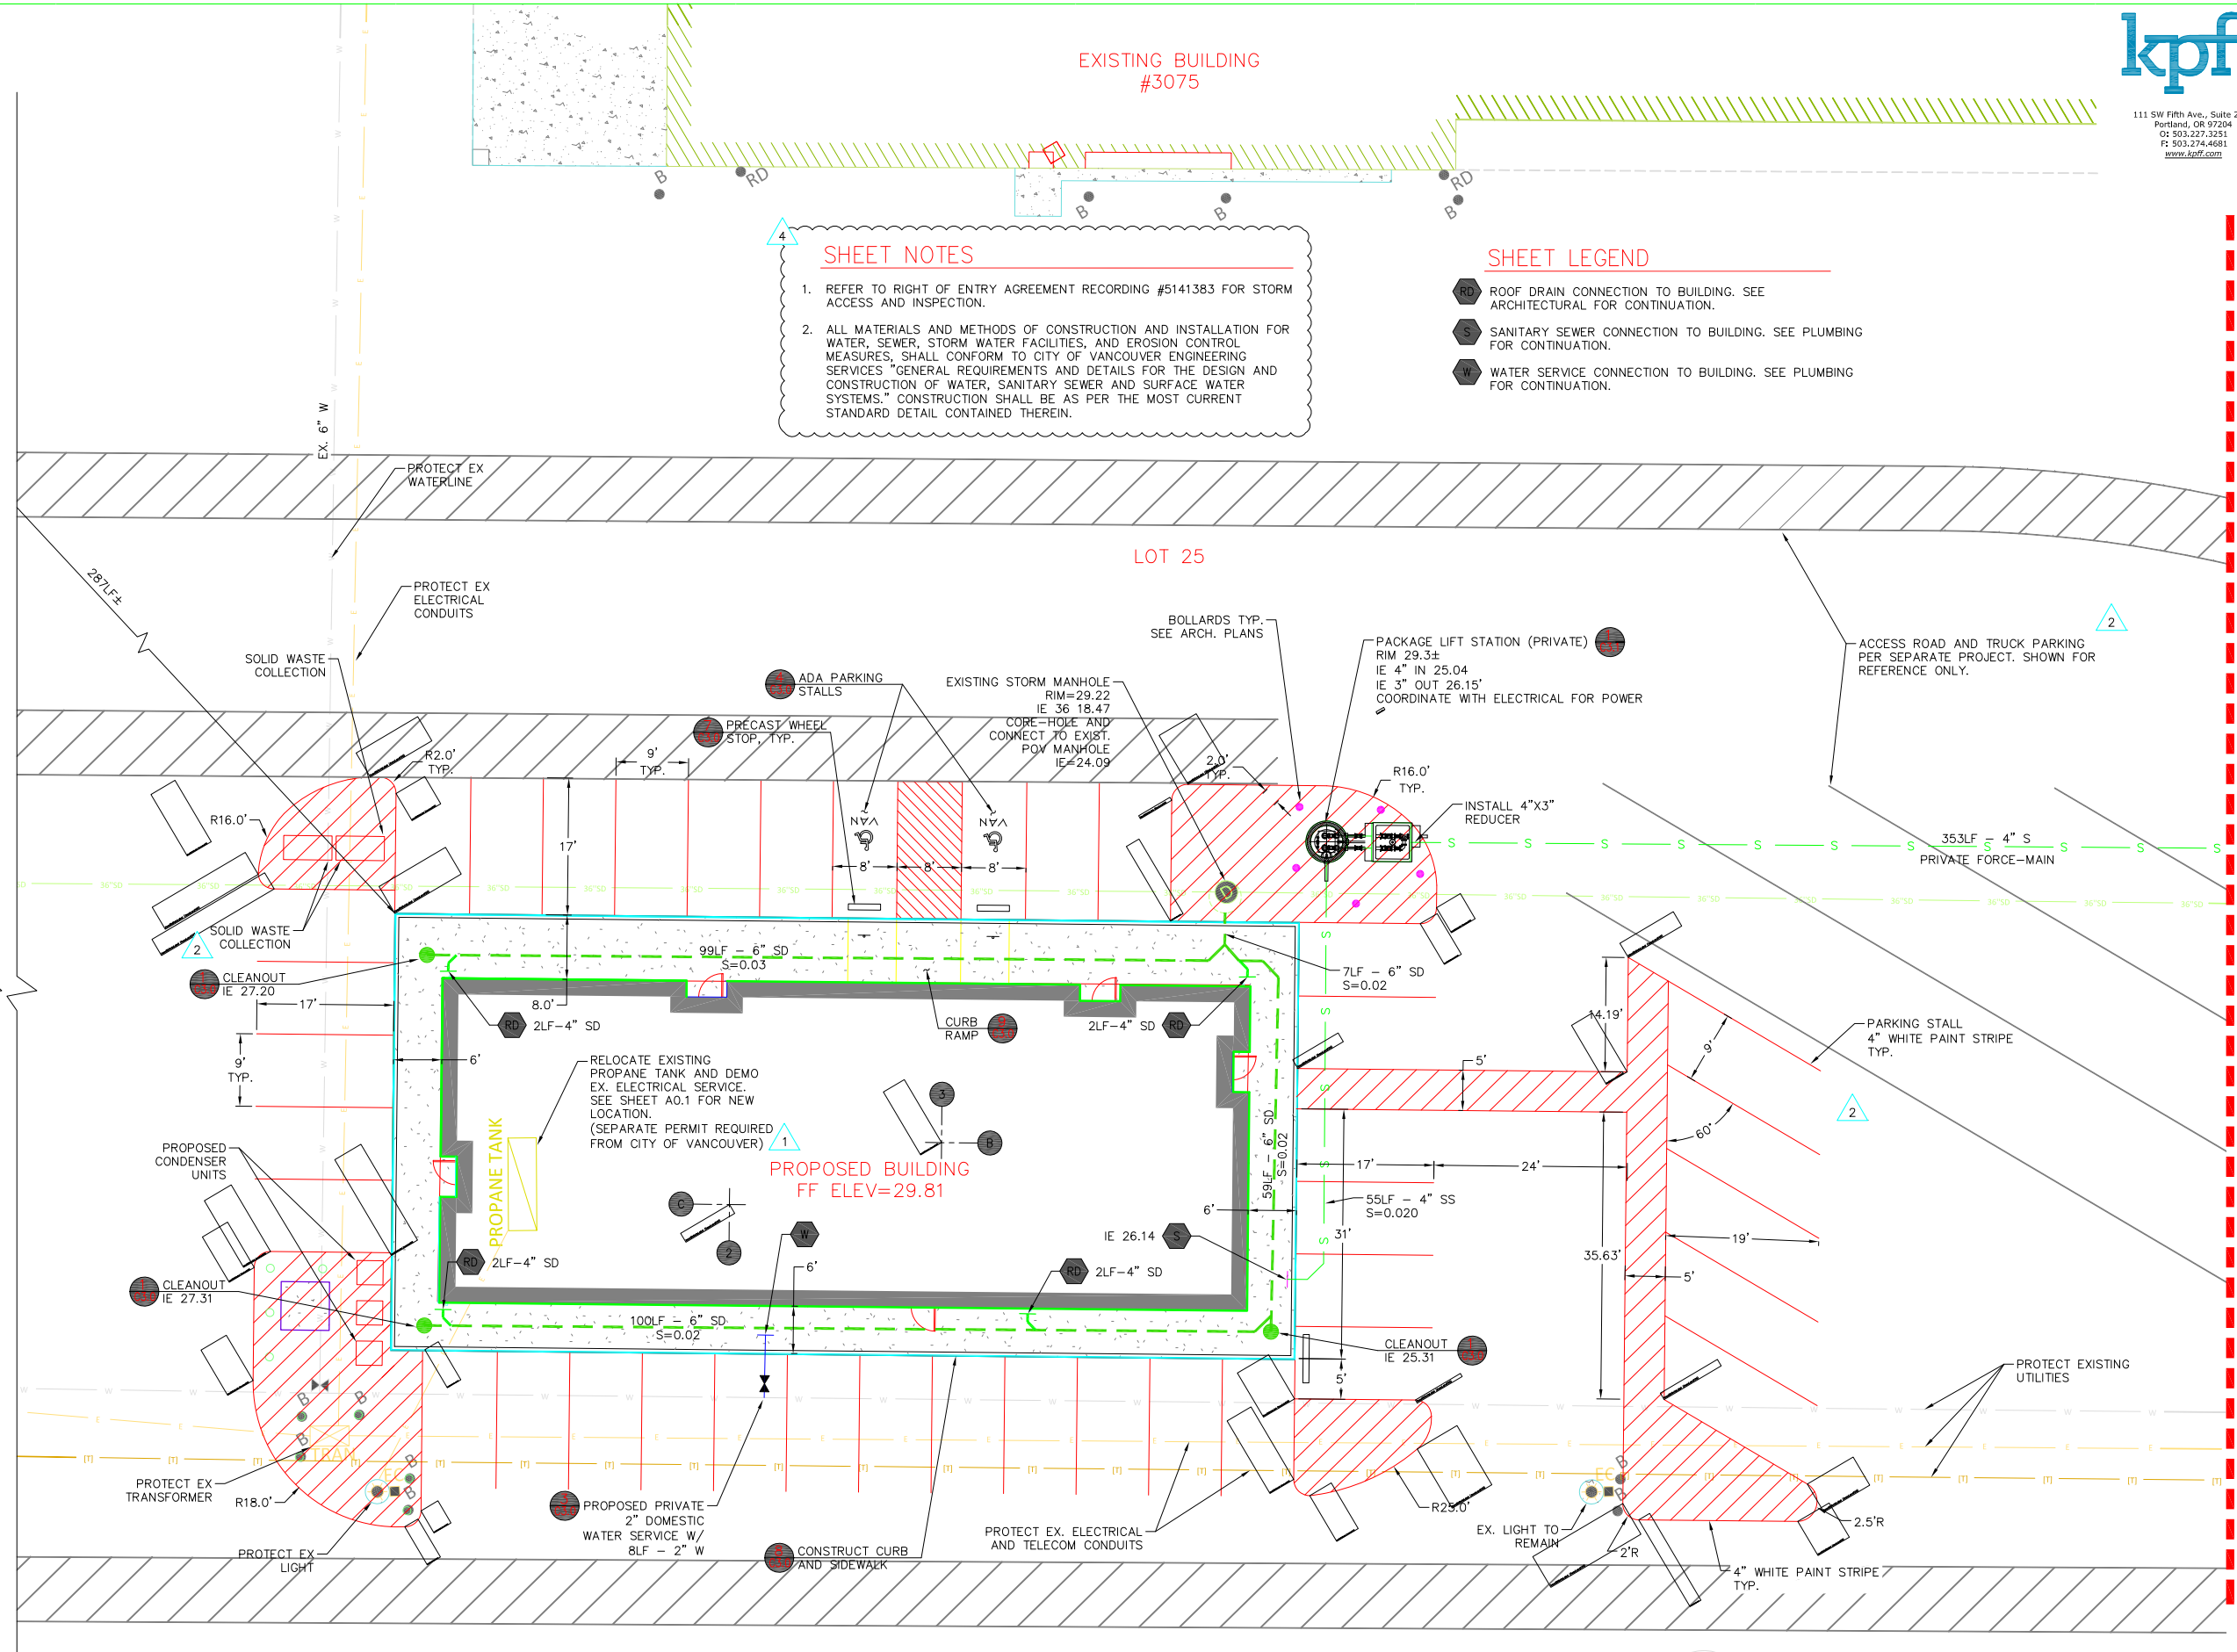 kpf
111 SW Fifth Ave., Suite 2
Portland, OR 97204
O: 503.227.3251
F: 503.274.4681
www.kpff.com
EXISTING BUILDING
#3075
B
RD
B
B
RD
B
4
SHEET NOTES
1. REFER TO RIGHT OF ENTRY AGREEMENT RECORDING #5141383 FOR STORM
ACCESS AND INSPECTION.
2. ALL MATERIALS AND METHODS OF CONSTRUCTION AND INSTALLATION FOR
WATER, SEWER, STORM WATER FACILITIES, AND EROSION CONTROL
MEASURES, SHALL CONFORM TO CITY OF VANCOUVER ENGINEERING
SERVICES "GENERAL REQUIREMENTS AND DETAILS FOR THE DESIGN AND
CONSTRUCTION OF WATER, SANITARY SEWER AND SURFACE WATER
SYSTEMS." CONSTRUCTION SHALL BE AS PER THE MOST CURRENT
STANDARD DETAIL CONTAINED THEREIN.
SHEET LEGEND
RD ROOF DRAIN CONNECTION TO BUILDING. SEE
ARCHITECTURAL FOR CONTINUATION.
S SANITARY SEWER CONNECTION TO BUILDING. SEE PLUMBING
FOR CONTINUATION.
W WATER SERVICE CONNECTION TO BUILDING. SEE PLUMBING
FOR CONTINUATION.
EX. 6" W
PROTECT EX
WATERLINE
287LF±
PROTECT EX
ELECTRICAL
CONDUITS
SOLID WASTE
COLLECTION
LOT 25
BOLLARDS TYP.
SEE ARCH. PLANS
PACKAGE LIFT STATION (PRIVATE)
RIM 29.3±
IE 4" IN 25.04
IE 3" OUT 26.15'
COORDINATE WITH ELECTRICAL FOR POWER
2
ACCESS ROAD AND TRUCK PARKING
PER SEPARATE PROJECT. SHOWN FOR
REFERENCE ONLY.
ADA PARKING
STALLS
PRECAST WHEEL
STOP, TYP.
EXISTING STORM MANHOLE
RIM=29.22
IE 36 18.47
CORE-HOLE AND
CONNECT TO EXIST.
POV MANHOLE
IE=24.09
R2.0'
TYP.
9'
TYP.
2.0'
TYP.
R16.0'
TYP.
R16.0'
17'
VAN
VAN
8'
8'
8'
INSTALL 4"X3"
REDUCER
353LF - 4" S
PRIVATE FORCE-MAIN
S S S S S S S S S S
36"SD 36"SD 36"SD 36"SD 36"SD 36"SD
D
SOLID WASTE
COLLECTION
2
CLEANOUT
IE 27.20
17'
99LF - 6" SD
S=0.03
7LF - 6" SD
S=0.02
8.0'
RD 2LF-4" SD
CURB
RAMP
2LF-4" SD RD
14.19'
PARKING STALL
4" WHITE PAINT STRIPE
TYP.
9'
9'
TYP.
6'
RELOCATE EXISTING
PROPANE TANK AND DEMO
EX. ELECTRICAL SERVICE.
SEE SHEET A0.1 FOR NEW
LOCATION.
(SEPARATE PERMIT REQUIRED
FROM CITY OF VANCOUVER)
1
3
B
5'
2
60'
PROPOSED
CONDENSER
UNITS
PROPANE TANK
PROPOSED BUILDING
FF ELEV=29.81
C
2
59LF - 6" SD
S=0.02
17'
24'
55LF - 4" SS
S=0.020
6'
31'
IE 26.14 S
W
19'
35.63'
5'
CLEANOUT
IE 27.31
RD 2LF-4" SD
6'
RD 2LF-4" SD
100LF - 6" SD
S=0.02
CLEANOUT
IE 25.31
5'
PROTECT EXISTING
UTILITIES
B
B
B
TRAN
B
EC
B
PROTECT EX
TRANSFORMER
R18.0'
PROTECT EX
LIGHT
PROPOSED PRIVATE
2" DOMESTIC
WATER SERVICE W/
8LF - 2" W
CONSTRUCT CURB
AND SIDEWALK
PROTECT EX. ELECTRICAL
AND TELECOM CONDUITS
R25.0'
EX. LIGHT TO
REMAIN
EC
B
B
2'R
2.5'R
4" WHITE PAINT STRIPE
TYP.